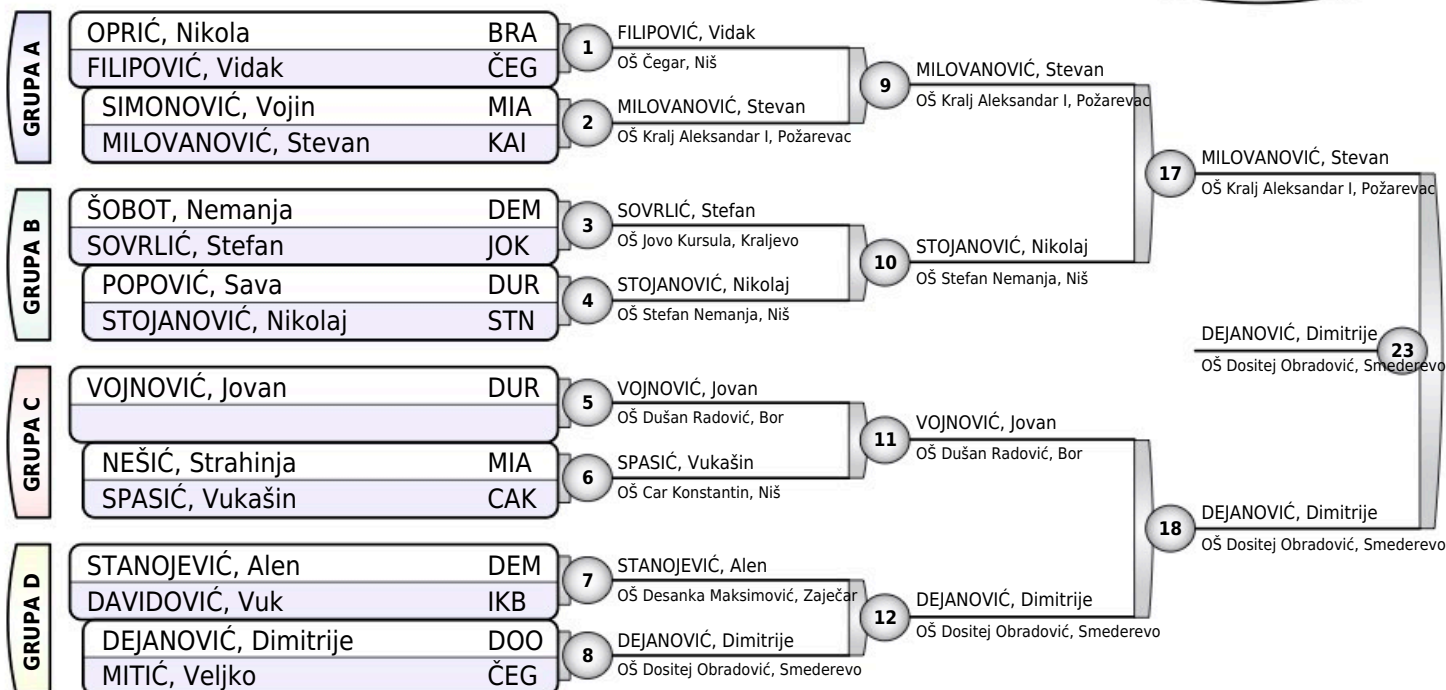 GRUPA A
OPRIĆ, Nikola BRA
FILIPOVIĆ, Vidak ČEG
SIMONOVIĆ, Vojin MIA
MILOVANOVIĆ, Stevan KAI
1
FILIPOVIĆ, Vidak
OŠ Čegar, Niš
2
MILOVANOVIĆ, Stevan
OŠ Kralj Aleksandar I, Požarevac
9
MILOVANOVIĆ, Stevan
OŠ Kralj Aleksandar I, Požarevac
GRUPA B
ŠOBOT, Nemanja DEM
SOVRLIĆ, Stefan JOK
POPOVIĆ, Sava DUR
STOJANOVIĆ, Nikolaj STN
3
SOVRLIĆ, Stefan
OŠ Jovo Kursula, Kraljevo
4
STOJANOVIĆ, Nikolaj
OŠ Stefan Nemanja, Niš
10
STOJANOVIĆ, Nikolaj
OŠ Stefan Nemanja, Niš
17
MILOVANOVIĆ, Stevan
OŠ Kralj Aleksandar I, Požarevac
GRUPA C
VOJNOVIĆ, Jovan DUR
NEŠIĆ, Strahinja MIA
SPASIĆ, Vukašin CAK
5
VOJNOVIĆ, Jovan
OŠ Dušan Radović, Bor
6
SPASIĆ, Vukašin
OŠ Car Konstantin, Niš
11
VOJNOVIĆ, Jovan
OŠ Dušan Radović, Bor
GRUPA D
STANOJEVIĆ, Alen DEM
DAVIDOVIĆ, Vuk IKB
DEJANOVIĆ, Dimitrije DOO
MITIĆ, Veljko ČEG
7
STANOJEVIĆ, Alen
OŠ Desanka Maksimović, Zaječar
8
DEJANOVIĆ, Dimitrije
OŠ Dositej Obradović, Smederevo
12
DEJANOVIĆ, Dimitrije
OŠ Dositej Obradović, Smederevo
18
DEJANOVIĆ, Dimitrije
OŠ Dositej Obradović, Smederevo
23
DEJANOVIĆ, Dimitrije
OŠ Dositej Obradović, Smederevo